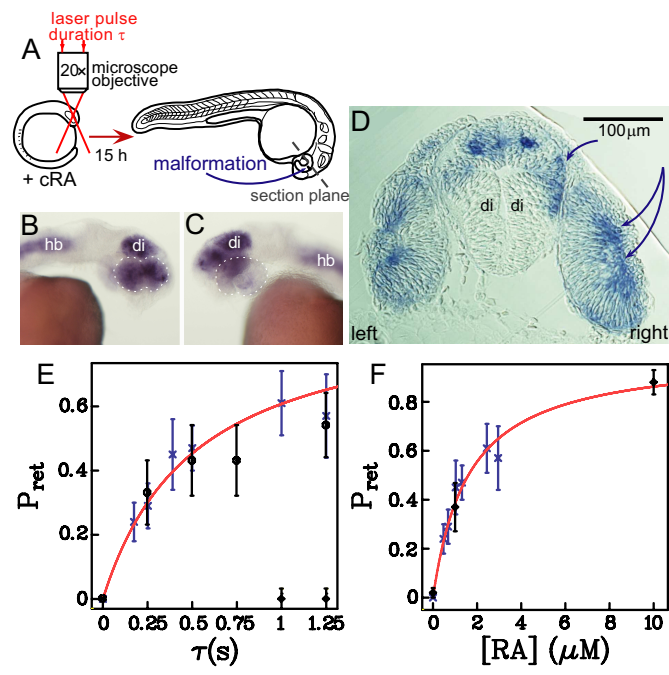 laser pulse
duration τ
A
20×
microscope
objective
15 h
+ cRA
malformation
section plane
B
hb
di
C
di
hb
D
100μm
di di
left
right
E
P_ret
0.6
0.4
0.2
0
0 0.25 0.5 0.75 1 1.25
τ(s)
F
P_ret
0.8
0.6
0.4
0.2
0
0 2 4 6 8 10
[RA] (μM)